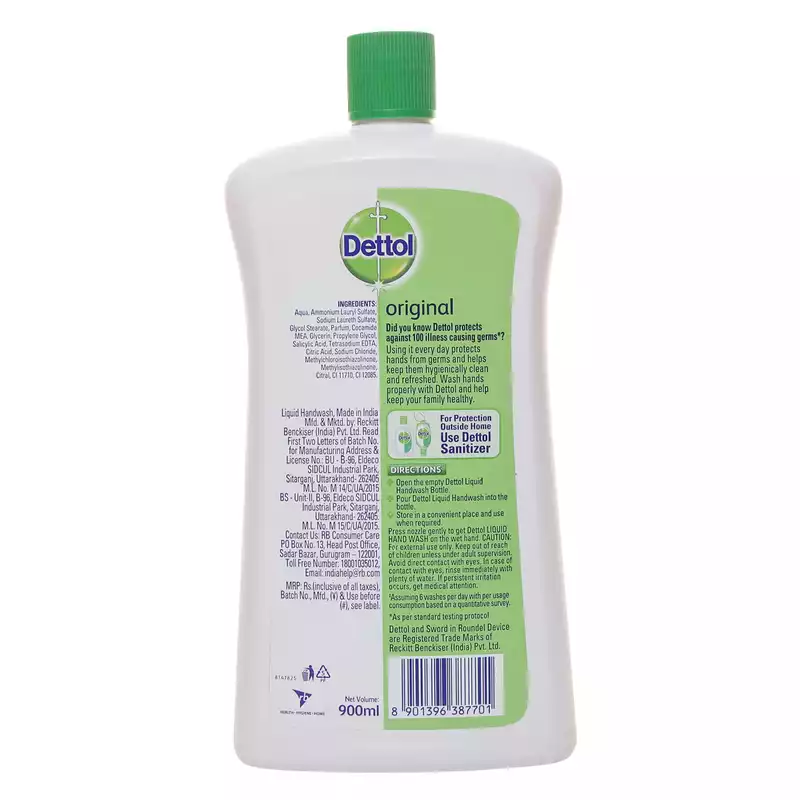 Dettol
original
Did you know Dettol protects
against 100 illness causing germs*?
Using it every day protects
hands from germs and helps
keep them hygienically clean
and refreshed. Wash hands
properly with Dettol and help
keep your family healthy.
For Protection
Outside Home
Use Dettol
Sanitizer
Dettol
DIRECTIONS
Open the empty Dettol Liquid
Handwash Bottle.
Pour Dettol Liquid Handwash into the
bottle.
Store in a convenient place and use
when required
Press nozzle gently to get Dettol LIQUID
HAND WASH on the wet hand. CAUTION:
For external use only. Keep out of reach
of children unless under adult supervision.
Avoid direct contact with eyes. In case of
contact with eyes, rinse immediately with
plenty of water. If persistent irritation
occurs, get medical attention.
¹Assuming 6 washes per day with per usage
consumption based on a quantitative survey.
*As per standard testing protocol
Dettol and Sword in Roundel Device
are Registered Trade Marks of
Reckitt Benckiser (India) Pvt. Ltd.
8 901396 387701
INGREDIENTS:
Aqua, Ammonium Lauryl Sulfate,
Sodium Laureth Sulfate,
Glycol Stearate, Parfum, Cocamide
MEA, Glycerin, Propylene Glycol,
Salicylic Acid, Tetrasodium EDTA,
Citric Acid, Sodium Chloride,
Methylchloroisothiazolinone,
Methylisothiazolinone,
Citral, CI 11710, CI 12085.
Liquid Handwash, Made in India
Mfd. & Mktd. by: Reckitt
Benckiser (India) Pvt. Ltd. Read
First Two Letters of Batch No.
for Manufacturing Address &
License No.: BU - B-96, Eldeco
SIDCUL Industrial Park,
Sitarganj, Uttarakhand-262405
M.L. No. M 14/C/UA/2015
BS - Unit-II, B-96, Eldeco SIDCUL
Industrial Park, Sitarganj,
Uttarakhand- 262405.
M.L. No. M 15/C/UA/2015.
Contact Us: RB Consumer Care
PO Box No. 13, Head Post Office,
Sadar Bazar, Gurugram - 122001,
Toll Free Number: 18001035012,
Email: indiahelp@rb.com
MRP: Rs.(inclusive of all taxes),
Batch No., Mfd., (¥) & Use before
(#), see label.
8147625
PP
rb
HEALTH • HYGIENE • HOME
Net Volume:
900ml